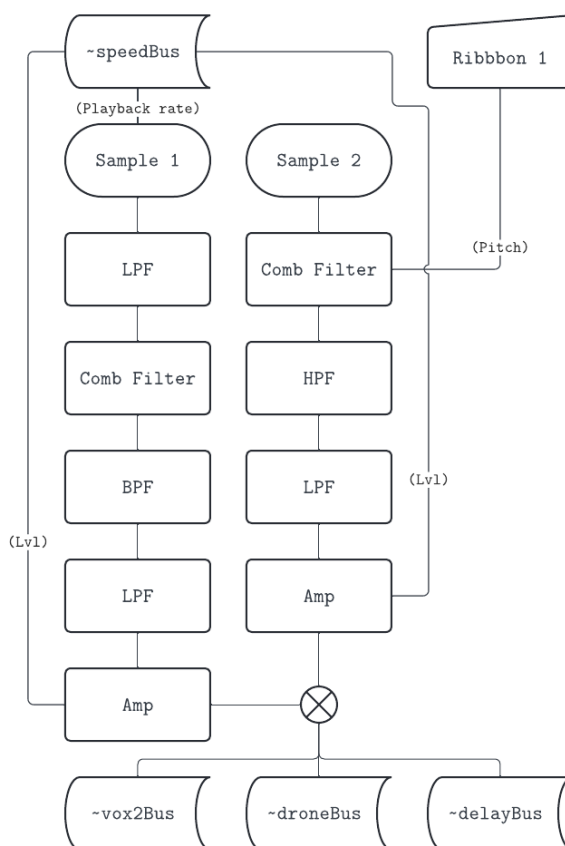 ~speedBus
Ribbbon 1
(Playback rate)
Sample 1
Sample 2
(Pitch)
LPF
Comb Filter
Comb Filter
HPF
(Lvl)
BPF
LPF
(Lvl)
LPF
Amp
Amp
~vox2Bus
~droneBus
~delayBus